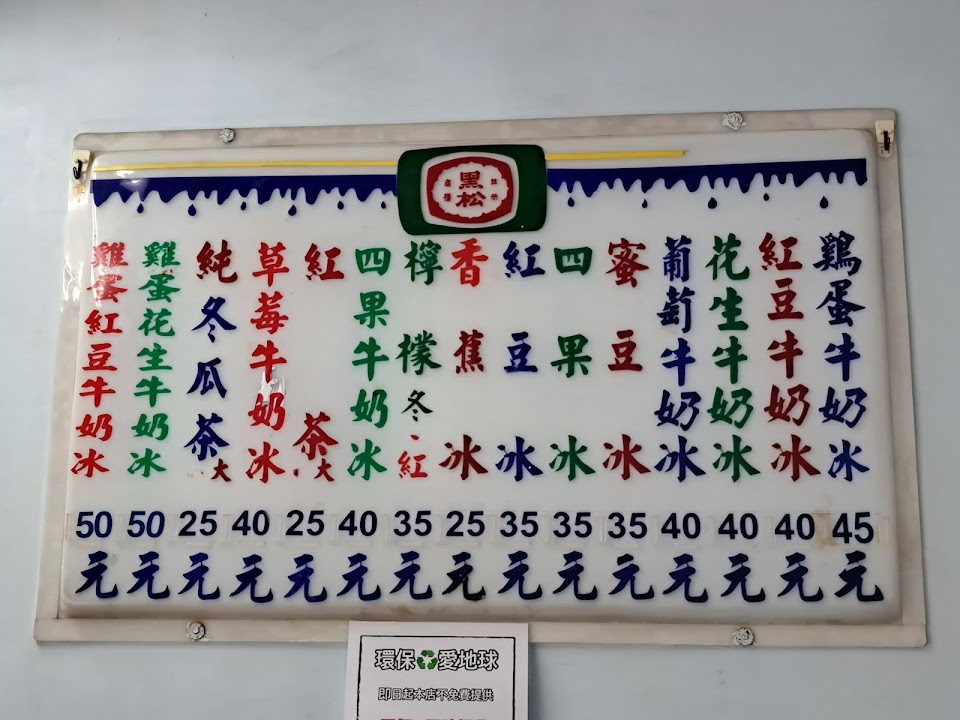 黑松
鷄蛋牛奶冰 45元
紅豆牛奶冰 40元
花生牛奶冰 40元
葡萄牛奶冰 40元
蜜豆冰 35元
四果冰 35元
紅豆冰 35元
香蕉冰 25元
檸檬冬、紅 35元
四果牛奶冰 40元
紅茶大 25元
草莓牛奶冰 40元
純冬瓜茶大 25元
雞蛋花生牛奶冰 50元
雞蛋紅豆牛奶冰 50元
環保♻愛地球
即日起本店不免費提供